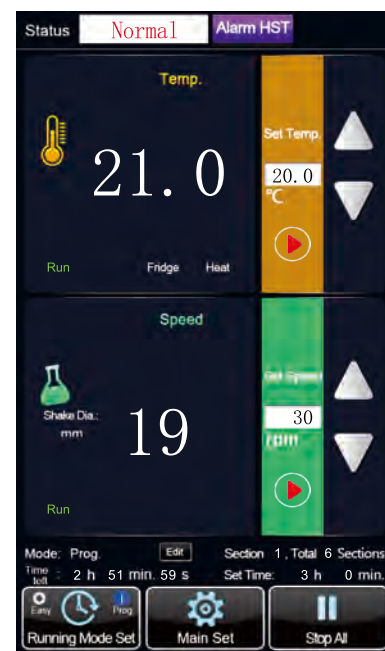 Status Normal Alarm HST
Temp.
Set Temp.
21.0
20.0
℃
Run Fridge Heat
Speed
Set Speed
Shake Dia.:
mm
19
30
rpm
Run
Mode: Prog. Edit Section 1 , Total 6 Sections
Time left : 2 h 51 min. 59 s Set Time: 3 h 0 min.
Easy Prog
Running Mode Set Main Set Stop All